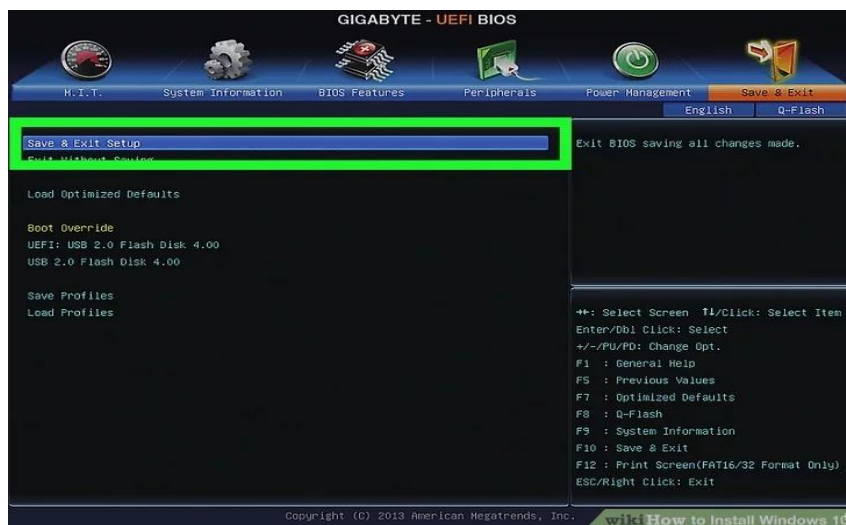 GIGABYTE - UEFI BIOS
M.I.T. System Information BIOS Features Peripherals Power Management Save & Exit
English Q-Flash
Save & Exit Setup
Exit Without Saving
Load Optimized Defaults
Boot Override
UEFI: USB 2.0 Flash Disk 4.00
USB 2.0 Flash Disk 4.00
Save Profiles
Load Profiles
Exit BIOS saving all changes made.
→←: Select Screen ↑↓/Click: Select Item
Enter/Dbl Click: Select
+/-/PU/PD: Change Opt.
F1 : General Help
F5 : Previous Values
F7 : Optimized Defaults
F8 : Q-Flash
F9 : System Information
F10 : Save & Exit
F12 : Print Screen(FAT16/32 Format Only)
ESC/Right Click: Exit
Copyright (C) 2013 American Megatrends, Inc.
wikiHow to Install Windows 10